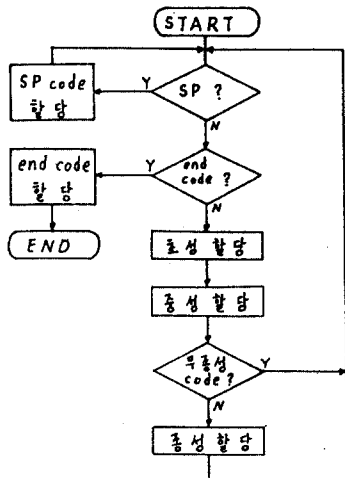 START
SP code
할당
Y
SP ?
N
end code
할당
Y
end
code ?
N
END
초성 할당
중성 할당
무종성
code ?
Y
N
종성 할당